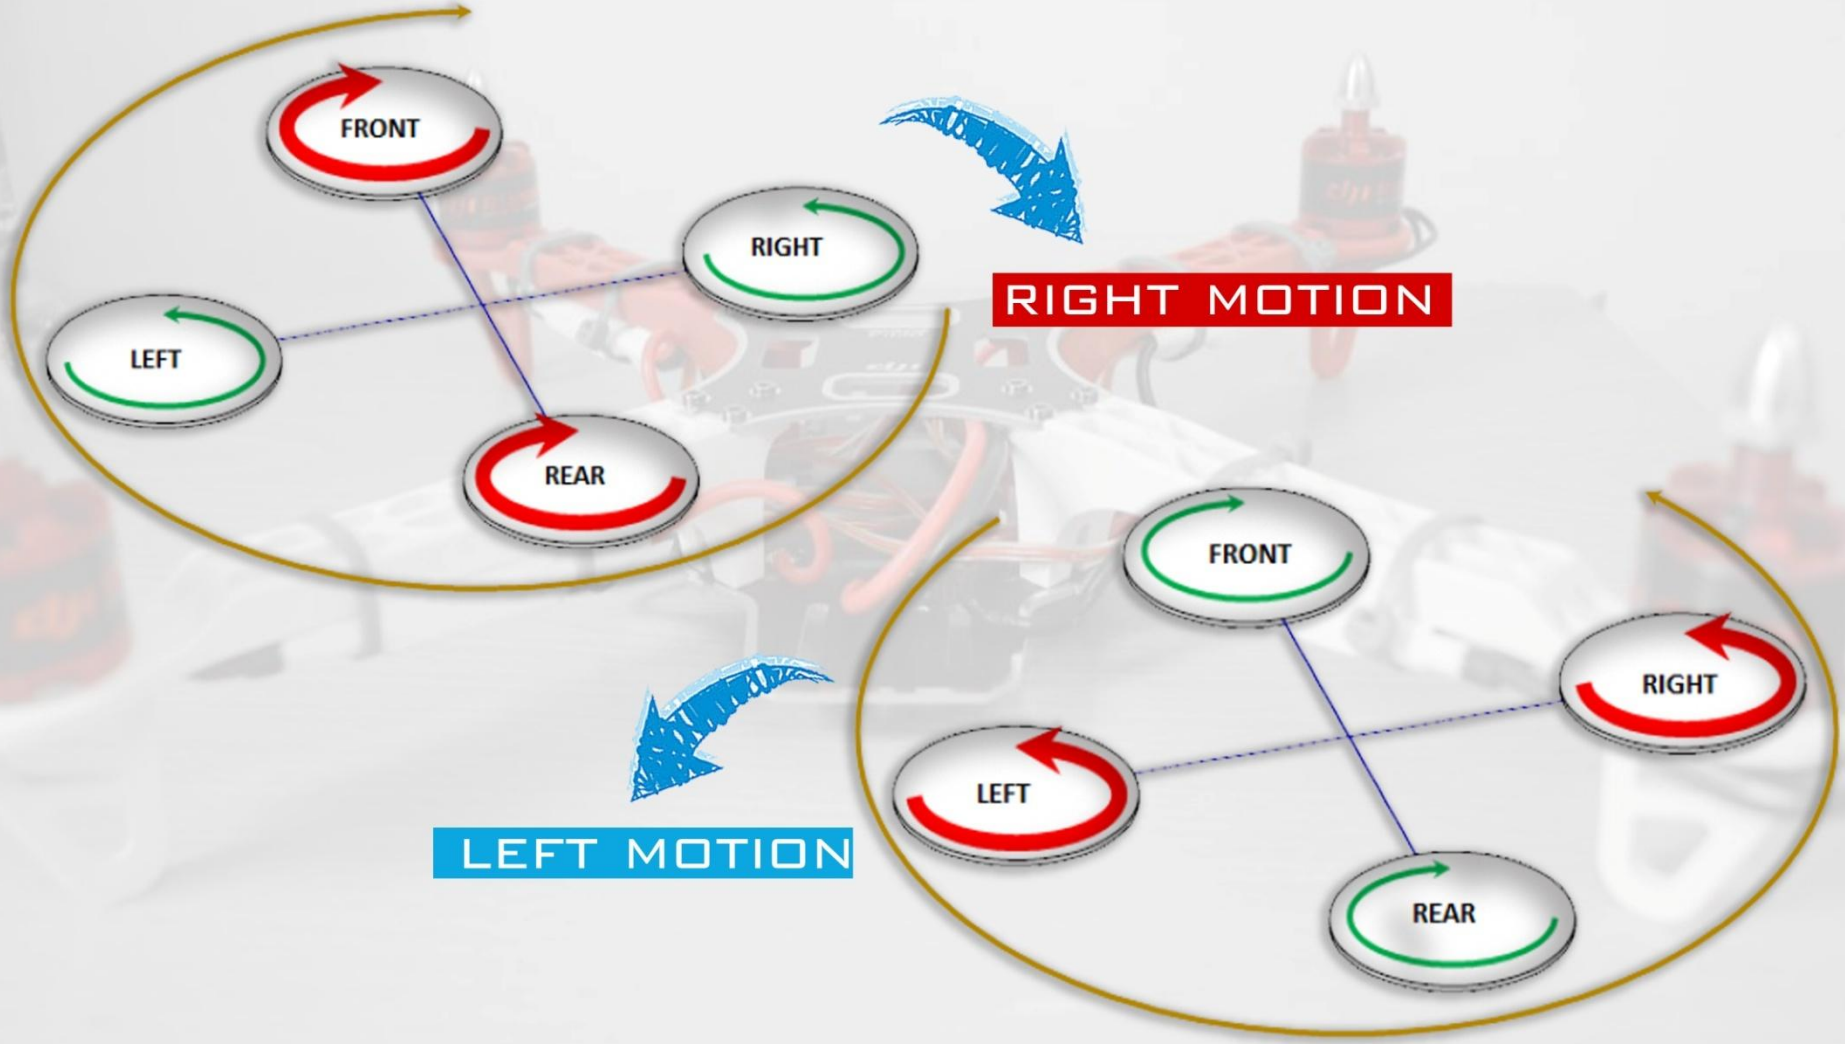 FRONT
RIGHT
LEFT
REAR
RIGHT MOTION
FRONT
RIGHT
LEFT
REAR
LEFT MOTION